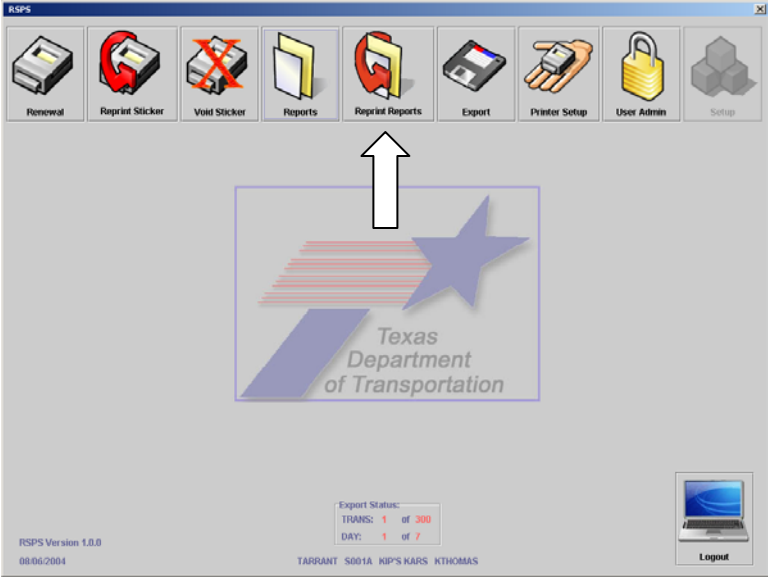 RSPS
Renewal
Reprint Sticker
Void Sticker
Reports
Reprint Reports
Export
Printer Setup
User Admin
Setup
Texas
Department
of Transportation
Export Status:
TRANS: 1 of 300
DAY: 1 of 7
RSPS Version 1.0.0
08/06/2004
TARRANT S001A KIP'S KARS KTHOMAS
Logout